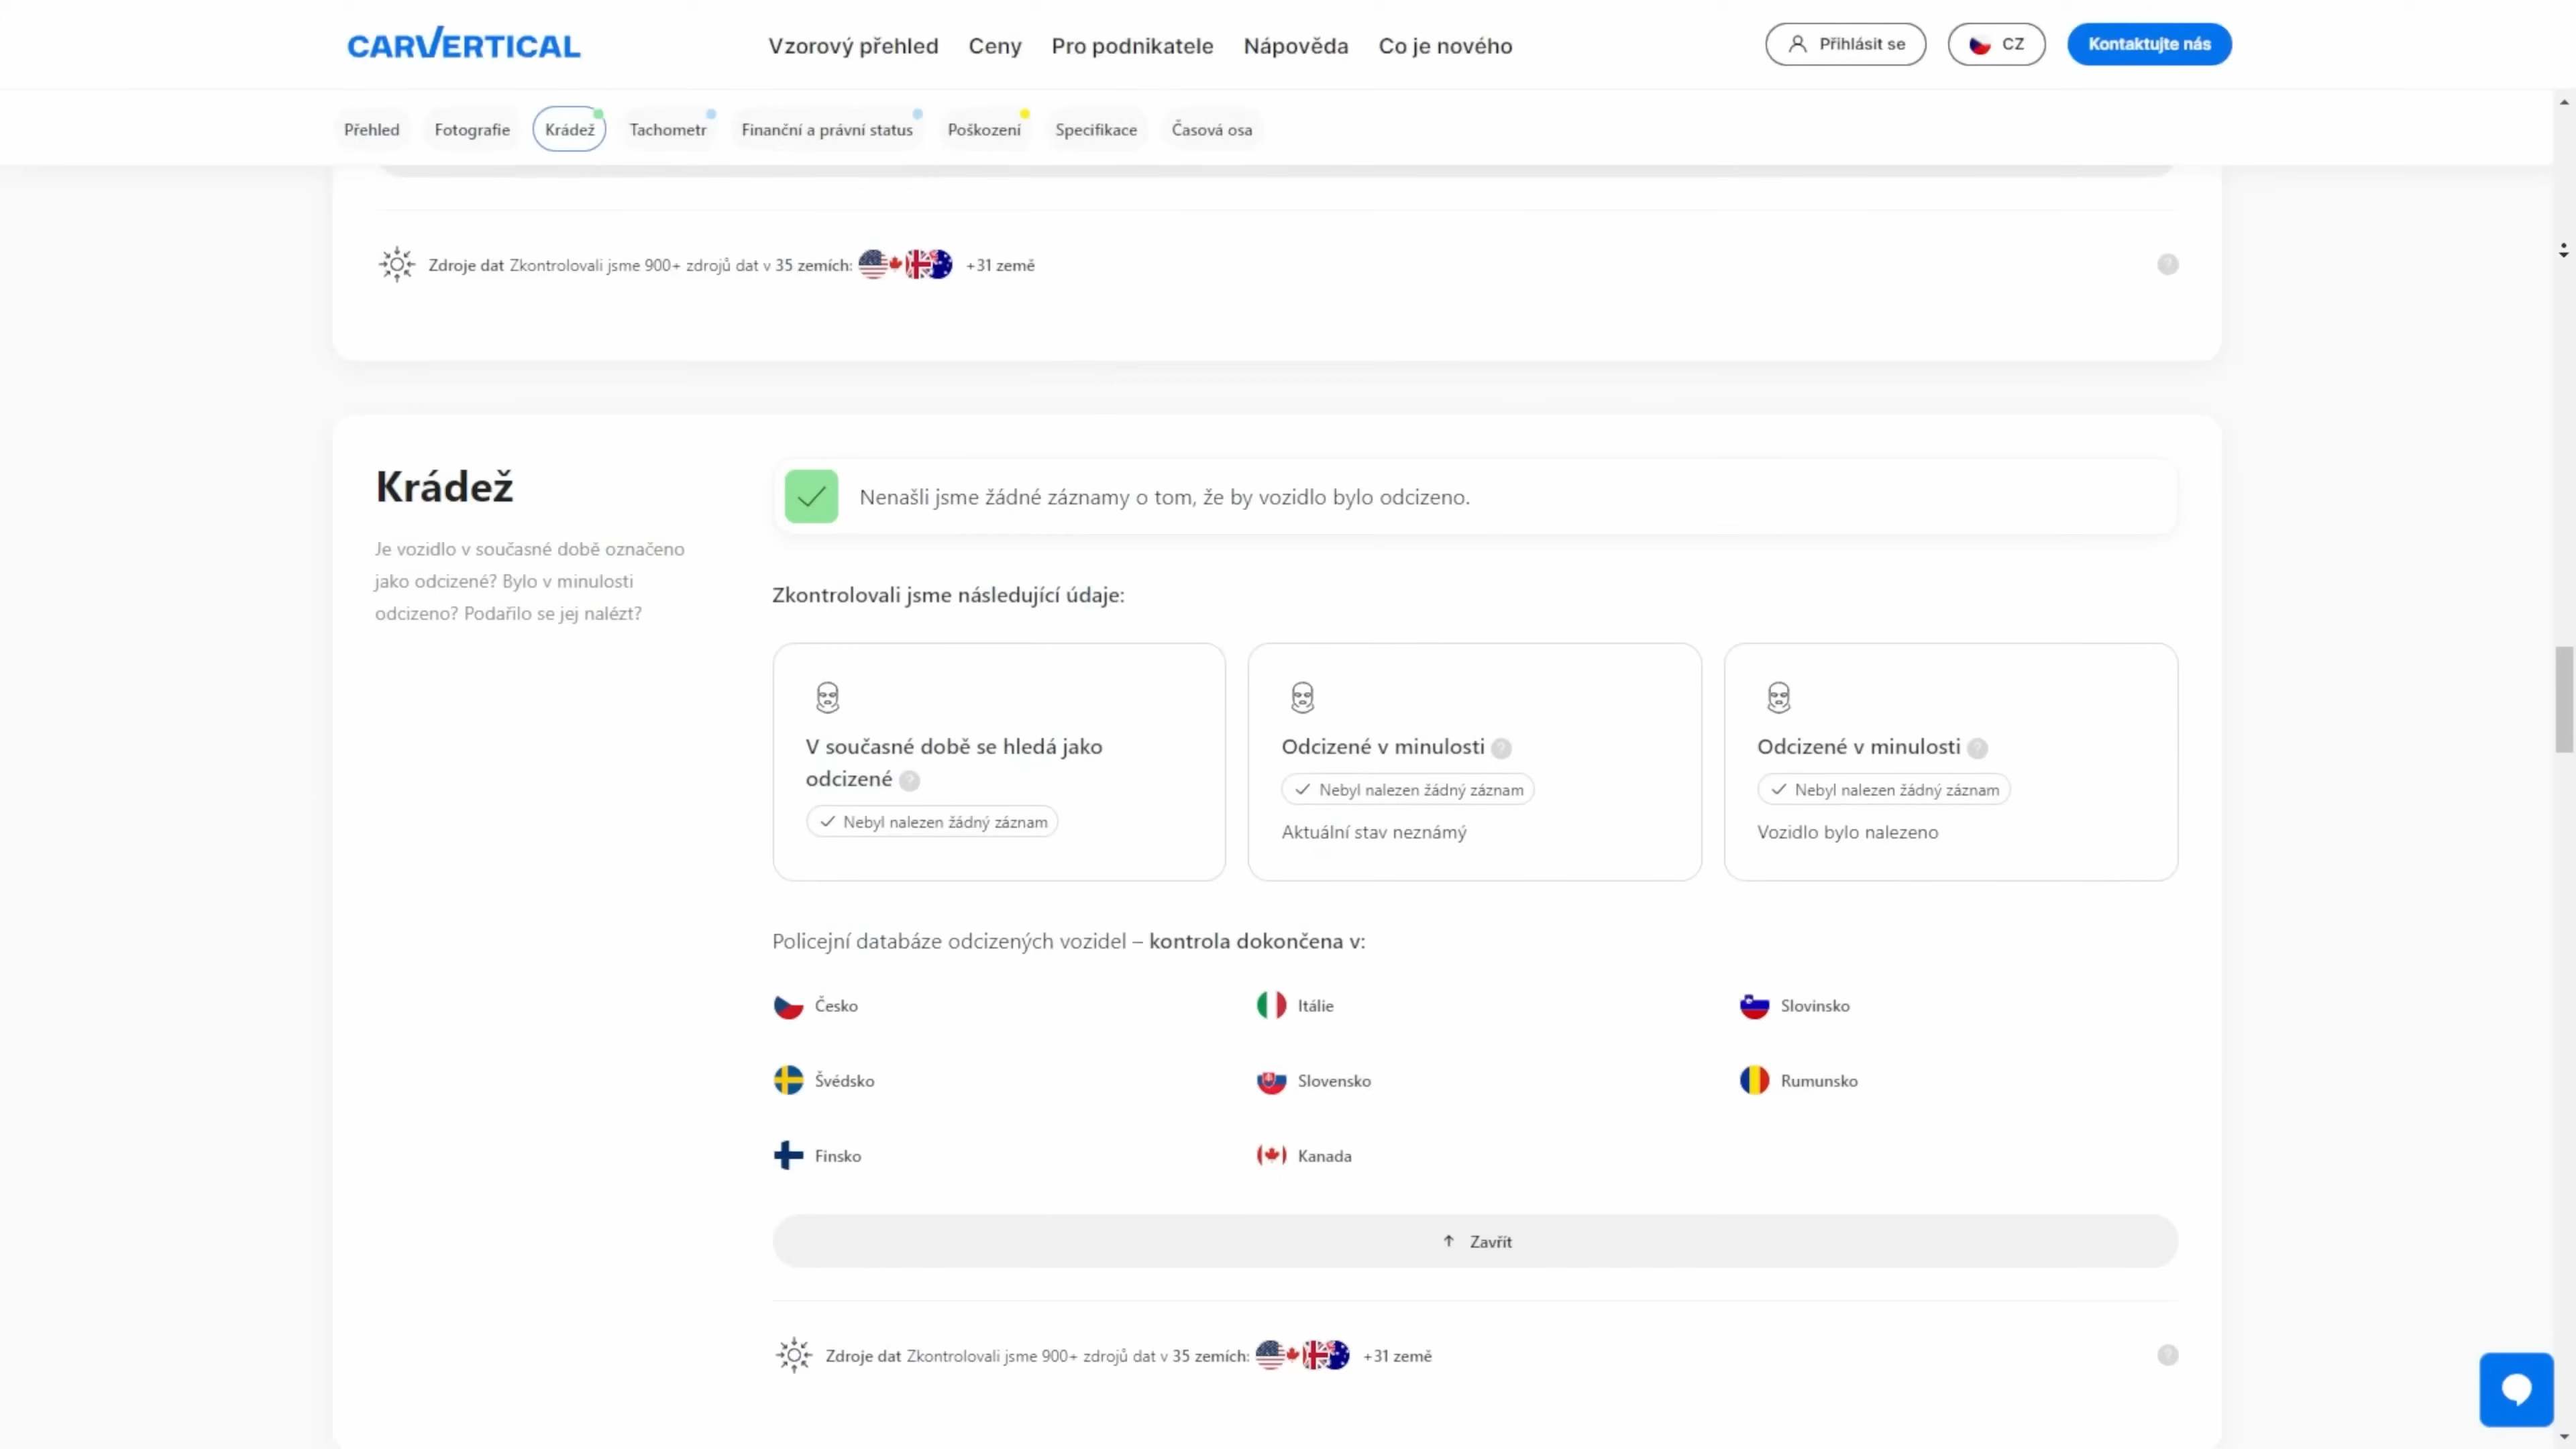 CARVERTICAL
Vzorový přehled
Ceny
Pro podnikatele
Nápověda
Co je nového
Přihlásit se
CZ
Kontaktujte nás
Přehled
Fotografie
Krádež
Tachometr
Finanční a právní status
Poškození
Specifikace
Časová osa
Zdroje dat Zkontrolovali jsme 900+ zdrojů dat v 35 zemích: +31 země
?
Krádež
Je vozidlo v současné době označeno
jako odcizené? Bylo v minulosti
odcizeno? Podařilo se jej nalézt?
Nenašli jsme žádné záznamy o tom, že by vozidlo bylo odcizeno.
Zkontrolovali jsme následující údaje:
V současné době se hledá jako
odcizené ?
Nebyl nalezen žádný záznam
Odcizené v minulosti ?
Nebyl nalezen žádný záznam
Aktuální stav neznámý
Odcizené v minulosti ?
Nebyl nalezen žádný záznam
Vozidlo bylo nalezeno
Policejní databáze odcizených vozidel – kontrola dokončena v:
Česko
Itálie
Slovinsko
Švédsko
Slovensko
Rumunsko
Finsko
Kanada
Zavřít
Zdroje dat Zkontrolovali jsme 900+ zdrojů dat v 35 zemích: +31 země
?